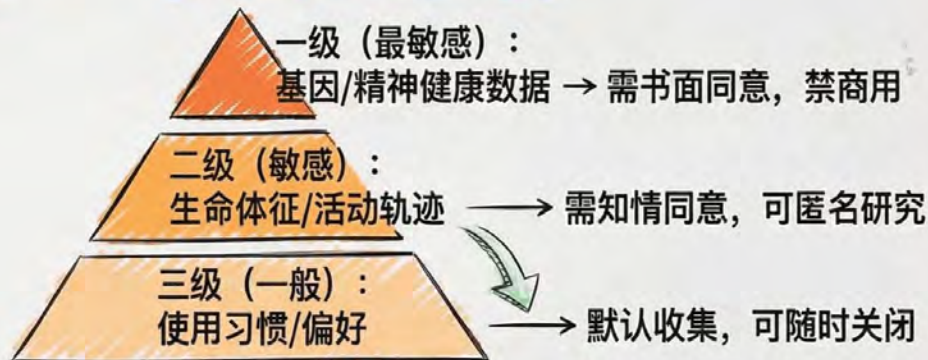 一级（最敏感）：
基因/精神健康数据 → 需书面同意，禁商用
二级（敏感）：
生命体征/活动轨迹 → 需知情同意，可匿名研究
三级（一般）：
使用习惯/偏好 → 默认收集，可随时关闭